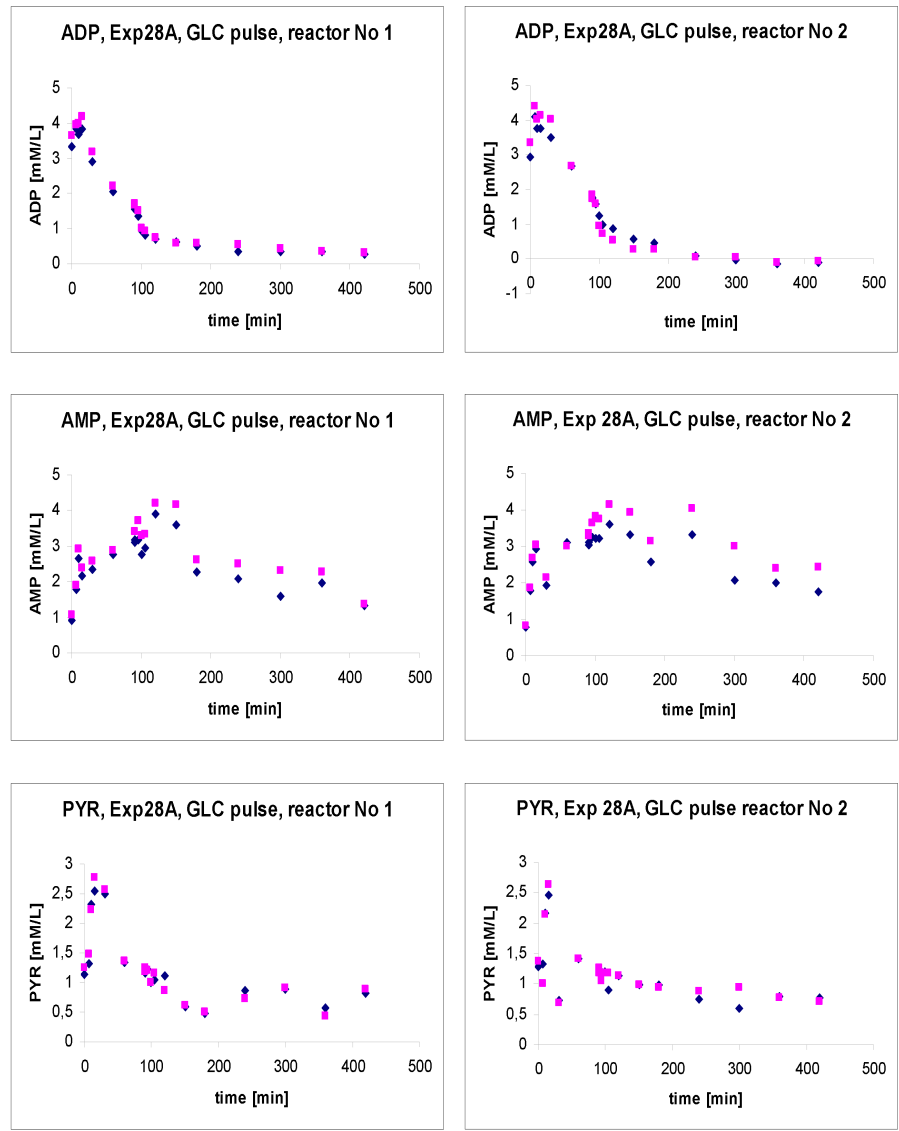 ADP, Exp28A, GLC pulse, reactor No 1
5
4
3
2
1
0
ADP [mM/L]
0 100 200 300 400 500
time [min]
ADP, Exp28A, GLC pulse, reactor No 2
5
4
3
2
1
0
-1
ADP [mM/L]
0 100 200 300 400 500
time [min]
AMP, Exp28A, GLC pulse, reactor No 1
5
4
3
2
1
0
AMP [mM/L]
0 100 200 300 400 500
time [min]
AMP, Exp 28A, GLC pulse, reactor No 2
5
4
3
2
1
0
AMP [mM/L]
0 100 200 300 400 500
time [min]
PYR, Exp28A, GLC pulse, reactor No 1
3
2,5
2
1,5
1
0,5
0
PYR [mM/L]
0 100 200 300 400 500
time [min]
PYR, Exp 28A, GLC pulse reactor No 2
3
2,5
2
1,5
1
0,5
0
PYR [mM/L]
0 100 200 300 400 500
time [min]